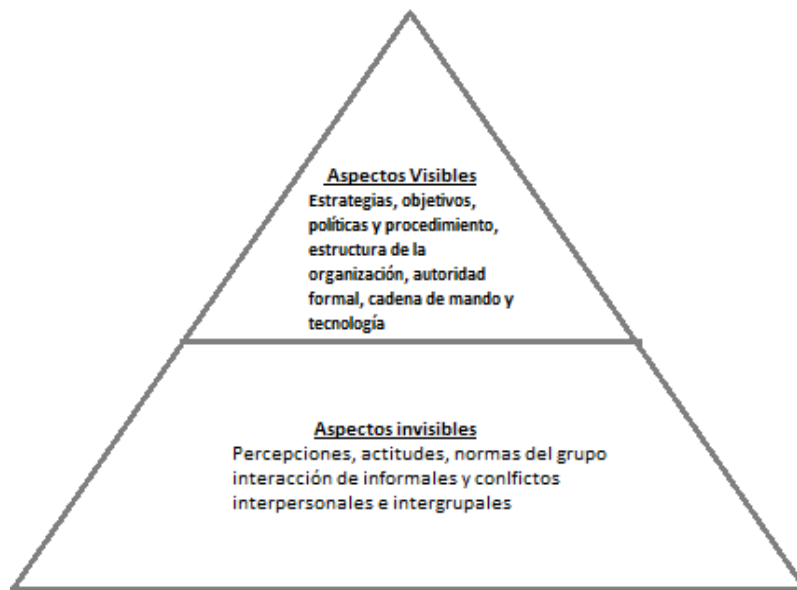 Aspectos Visibles
Estrategias, objetivos,
políticas y procedimiento,
estructura de la
organización, autoridad
formal, cadena de mando y
tecnología
Aspectos invisibles
Percepciones, actitudes, normas del grupo
interacción de informales y conlfictos
interpersonales e intergrupales